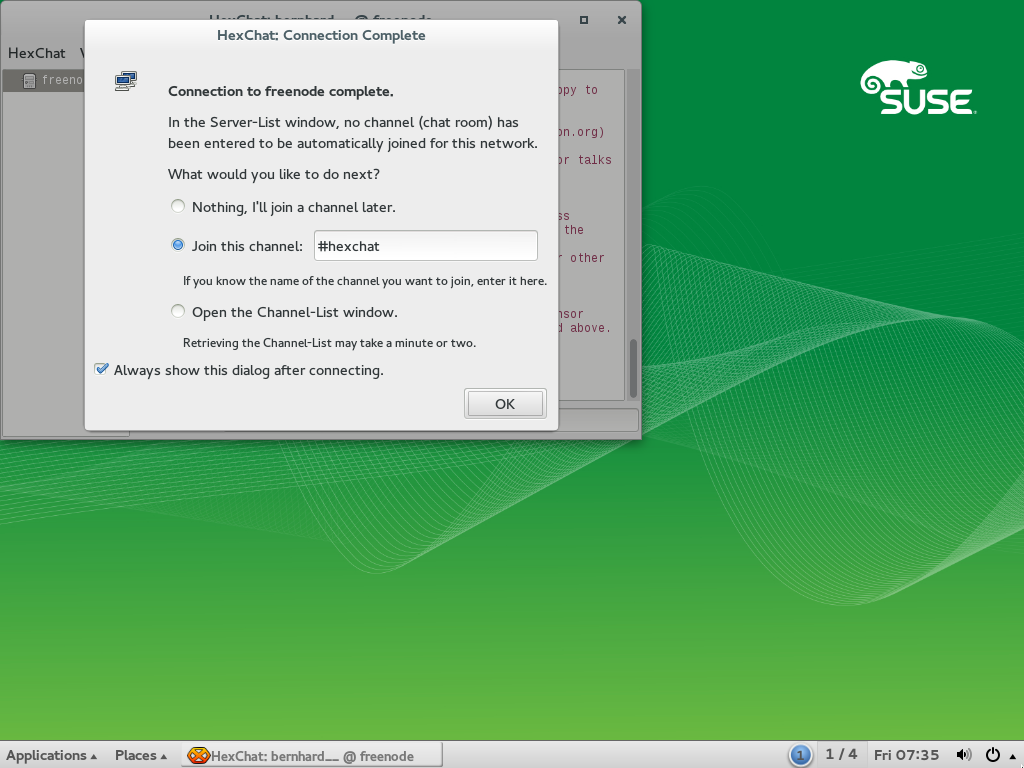 HexChat: bernhard__ @ freenode
HexChat: Connection Complete
HexChat
freeno
Connection to freenode complete.
In the Server-List window, no channel (chat room) has
been entered to be automatically joined for this network.
What would you like to do next?
Nothing, I'll join a channel later.
Join this channel: #hexchat
If you know the name of the channel you want to join, enter it here.
Open the Channel-List window.
Retrieving the Channel-List may take a minute or two.
Always show this dialog after connecting.
OK
ppy to
on.org)
or talks
ss
the
r other
nsor
d above.
SUSE
Applications
Places
HexChat: bernhard__ @ freenode
1
1 / 4
Fri 07:35